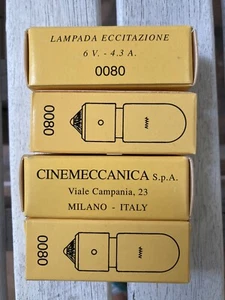 LAMPADA ECCITAZIONE
6 V. - 4.3 A.
0080
0080
CINEMECCANICA S.p.A.
Viale Campania, 23
MILANO - ITALY
0080